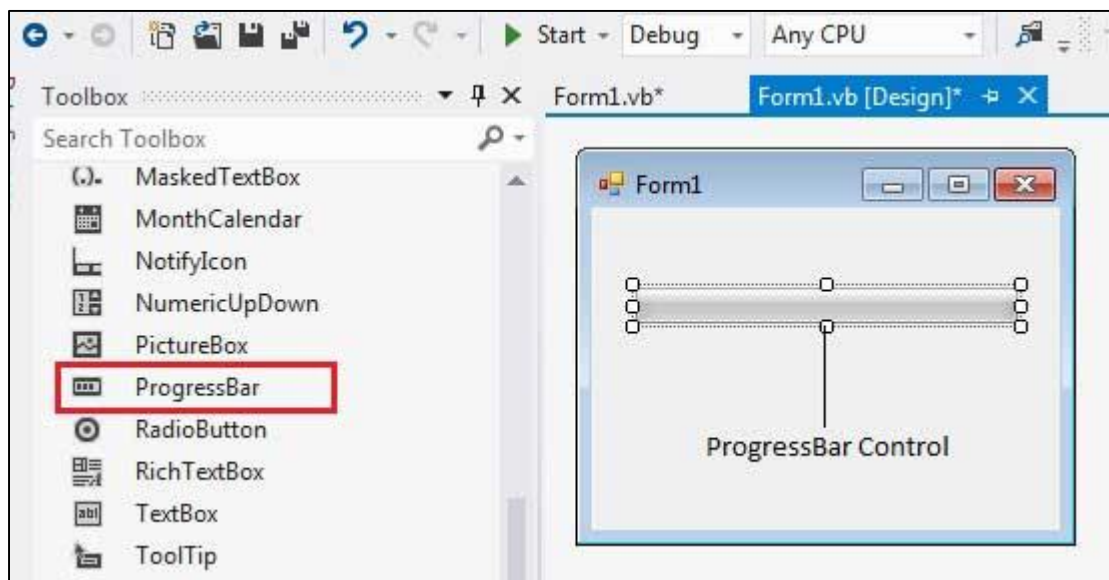 Start Debug Any CPU
Toolbox
Form1.vb*
Form1.vb [Design]*
Search Toolbox
MaskedTextBox
MonthCalendar
NotifyIcon
NumericUpDown
PictureBox
ProgressBar
RadioButton
RichTextBox
TextBox
ToolTip
Form1
ProgressBar Control